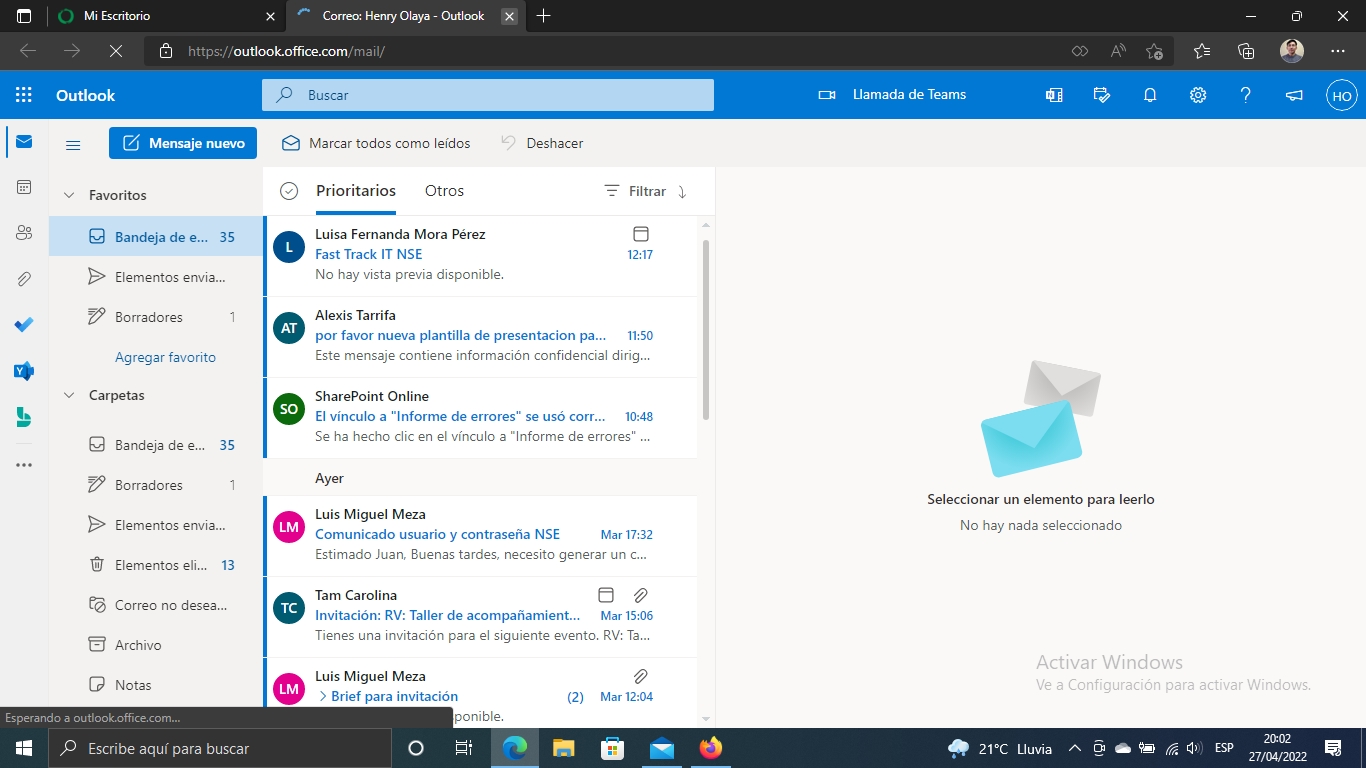 Mi Escritorio
Correo: Henry Olaya - Outlook
https://outlook.office.com/mail/
Outlook
Buscar
Llamada de Teams
HO
Mensaje nuevo
Marcar todos como leídos
Deshacer
Favoritos
Bandeja de e... 35
Elementos envia...
Borradores 1
Agregar favorito
Carpetas
Bandeja de e... 35
Borradores 1
Elementos envia...
Elementos eli... 13
Correo no desea...
Archivo
Notas
Prioritarios
Otros
Filtrar
L
Luisa Fernanda Mora Pérez
Fast Track IT NSE 12:17
No hay vista previa disponible.
AT
Alexis Tarrifa
por favor nueva plantilla de presentacion pa... 11:50
Este mensaje contiene información confidencial dirig...
SO
SharePoint Online
El vínculo a "Informe de errores" se usó corr... 10:48
Se ha hecho clic en el vínculo a "Informe de errores" ...
Ayer
LM
Luis Miguel Meza
Comunicado usuario y contraseña NSE Mar 17:32
Estimado Juan, Buenas tardes, necesito generar un c...
TC
Tam Carolina
Invitación: RV: Taller de acompañamient... Mar 15:06
Tienes una invitación para el siguiente evento. RV: Ta...
LM
Luis Miguel Meza
Brief para invitación (2) Mar 12:04
ponible.
Seleccionar un elemento para leerlo
No hay nada seleccionado
Activar Windows
Ve a Configuración para activar Windows.
Esperando a outlook.office.com...
Escribe aquí para buscar
21°C Lluvia
ESP
20:02
27/04/2022